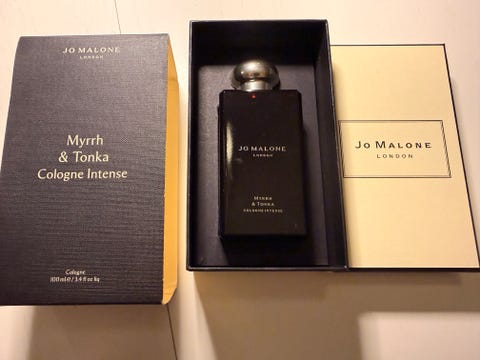 JO MALONE
LONDON
Myrrh
& Tonka
Cologne Intense
Cologne
100 ml ℮ / 3.4 fl oz liq
JO MALONE
LONDON
MYRRH
& TONKA
COLOGNE INTENSE
JO MALONE
LONDON